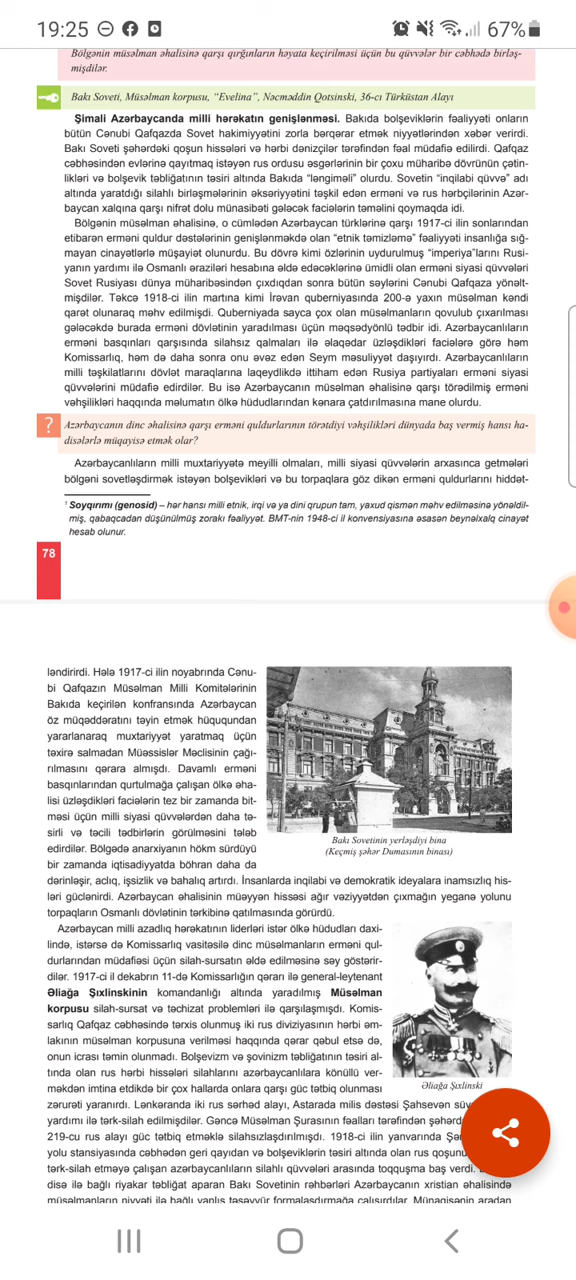 19:25
67%
Bölgənin müsəlman əhalisinə qarşı qırğınların həyata keçirilməsi üçün bu qüvvələr bir cəbhədə birləş-
mişdilər.
Bakı Soveti, Müsəlman korpusu, “Evelina”, Nəcməddin Qotsinski, 36-cı Türküstan Alayı
Şimali Azərbaycanda milli hərəkatın genişlənməsi. Bakıda bolşeviklərin fəaliyyəti onların
bütün Cənubi Qafqazda Sovet hakimiyyətini zorla bərqərar etmək niyyətlərindən xəbər verirdi.
Bakı Soveti şəhərdəki qoşun hissələri və hərbi dənizçilər tərəfindən fəal müdafiə edilirdi. Qafqaz
cəbhəsindən evlərinə qayıtmaq istəyən rus ordusu əsgərlərinin bir çoxu müharibə dövrünün çətin-
likləri və bolşevik təbliğatının təsiri altında Bakıda “ləngiməli” olurdu. Sovetin “inqilabi qüvvə” adı
altında yaratdığı silahlı birləşmələrinin əksəriyyətini təşkil edən erməni və rus hərbçilərinin Azər-
baycan xalqına qarşı nifrət dolu münasibəti gələcək faciələrin təməlini qoymaqda idi.
Bölgənin müsəlman əhalisinə, o cümlədən Azərbaycan türklərinə qarşı 1917-ci ilin sonlarından
etibarən erməni quldur dəstələrinin genişlənməkdə olan “etnik təmizləmə” fəaliyyəti insanlığa sığ-
mayan cinayətlərlə müşayiət olunurdu. Bu dövrə kimi özlərinin uydurulmuş “imperiya”larını Rusi-
yanın yardımı ilə Osmanlı əraziləri hesabına əldə edəcəklərinə ümidli olan erməni siyasi qüvvələri
Sovet Rusiyası dünya müharibəsindən çıxdıqdan sonra bütün səylərini Cənubi Qafqaza yönəlt-
mişdilər. Təkcə 1918-ci ilin martına kimi İrəvan quberniyasında 200-ə yaxın müsəlman kəndi
qarət olunaraq məhv edilmişdi. Quberniyada sayca çox olan müsəlmanların qovulub çıxarılması
gələcəkdə burada erməni dövlətinin yaradılması üçün məqsədyönlü tədbir idi. Azərbaycanlıların
erməni basqınları qarşısında silahsız qalmaları ilə əlaqədar üzləşdikləri faciələrə görə həm
Komissarlıq, həm də daha sonra onu əvəz edən Seym məsuliyyət daşıyırdı. Azərbaycanlıların
milli təşkilatlarını dövlət maraqlarına laqeydlikdə ittiham edən Rusiya partiyaları erməni siyasi
qüvvələrini müdafiə edirdilər. Bu isə Azərbaycanın müsəlman əhalisinə qarşı törədilmiş erməni
vəhşilikləri haqqında məlumatın ölkə hüdudlarından kənara çatdırılmasına mane olurdu.
? Azərbaycanın dinc əhalisinə qarşı erməni quldurlarının törətdiyi vəhşilikləri dünyada baş vermiş hansı ha-
disələrlə müqayisə etmək olar?
Azərbaycanlıların milli muxtariyyətə meyilli olmaları, milli siyasi qüvvələrin arxasınca getmələri
bölgəni sovetləşdirmək istəyən bolşevikləri və bu torpaqlara göz dikən erməni quldurlarını hiddət-
¹ Soyqırımı (genosid) – hər hansı milli etnik, irqi və ya dini qrupun tam, yaxud qismən məhv edilməsinə yönəldil-
miş, qabaqcadan düşünülmüş zorakı fəaliyyət. BMT-nin 1948-ci il konvensiyasına əsasən beynəlxalq cinayət
hesab olunur.
78
ləndirirdi. Hələ 1917-ci ilin noyabrında Cənu-
bi Qafqazın Müsəlman Milli Komitələrinin
Bakıda keçirilən konfransında Azərbaycan
öz müqəddəratını təyin etmək hüququndan
yararlanaraq muxtariyyət yaratmaq üçün
təxirə salmadan Müəssislər Məclisinin çağı-
rılmasını qərara almışdı. Davamlı erməni
basqınlarından qurtulmağa çalışan ölkə əha-
lisi üzləşdikləri faciələrin tez bir zamanda bit-
məsi üçün milli siyasi qüvvələrdən daha tə-
sirli və təcili tədbirlərin görülməsini tələb
edirdilər. Bölgədə anarxiyanın hökm sürdüyü
bir zamanda iqtisadiyyatda böhran daha da
Bakı Sovetinin yerləşdiyi bina
(Keçmiş şəhər Dumasının binası)
dərinləşir, aclıq, işsizlik və bahalıq artırdı. İnsanlarda inqilabi və demokratik ideyalara inamsızlıq his-
ləri güclənirdi. Azərbaycan əhalisinin müəyyən hissəsi ağır vəziyyətdən çıxmağın yeganə yolunu
torpaqların Osmanlı dövlətinin tərkibinə qatılmasında görürdü.
Azərbaycan milli azadlıq hərəkatının liderləri istər ölkə hüdudları daxi-
lində, istərsə də Komissarlıq vasitəsilə dinc müsəlmanların erməni qul-
durlarından müdafiəsi üçün silah-sursatın əldə edilməsinə səy göstərir-
dilər. 1917-ci il dekabrın 11-də Komissarlığın qərarı ilə general-leytenant
Əliağa Şıxlinskinin komandanlığı altında yaradılmış Müsəlman
korpusu silah-sursat və təchizat problemləri ilə qarşılaşmışdı. Komis-
sarlıq Qafqaz cəbhəsində tərxis olunmuş iki rus diviziyasının hərbi əm-
lakının müsəlman korpusuna verilməsi haqqında qərar qəbul etsə də,
onun icrası təmin olunmadı. Bolşevizm və şovinizm təbliğatının təsiri al-
tında olan rus hərbi hissələri silahlarını azərbaycanlılara könüllü ver-
məkdən imtina etdikdə bir çox hallarda onlara qarşı güc tətbiq olunması
Əliağa Şıxlinski
zərurəti yaranırdı. Lənkəranda iki rus sərhəd alayı, Astarada milis dəstəsi Şahsevən
yardımı ilə tərk-silah edilmişdilər. Gəncə Müsəlman Şurasının fəalları tərəfindən
219-cu rus alayı güc tətbiq etməklə silahsızlaşdırılmışdı. 1918-ci ilin yanvarında
yolu stansiyasında cəbhədən geri qayıdan və bolşeviklərin təsiri altında olan rus
tərk-silah etməyə çalışan azərbaycanlıların silahlı qüvvələri arasında toqquşma baş verdi.
disə ilə bağlı riyakar təbliğat aparan Bakı Sovetinin rəhbərləri Azərbaycanın xristian əhalisində
müsəlmanların niyyəti ilə bağlı yanlış təsəvvür formalaşdırmağa çalışırdılar. Münaqişənin aradan